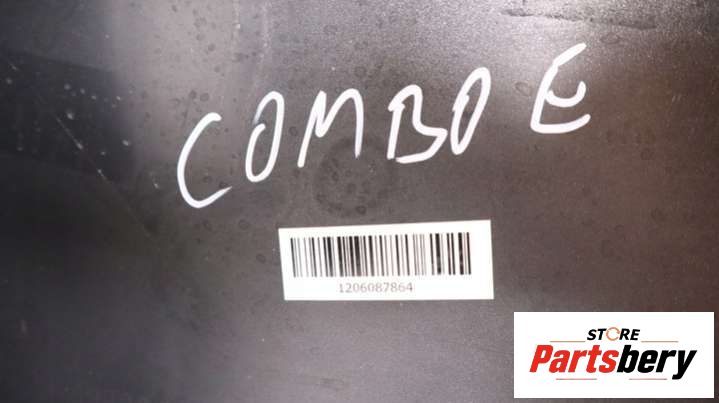 COMBO E
1206087864
STORE
Partsbery